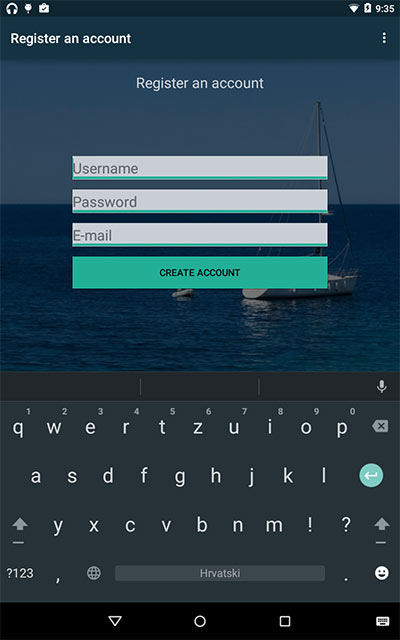 9:35
Register an account
Register an account
Username
Password
E-mail
CREATE ACCOUNT
1 2 3 4 5 6 7 8 9 0
q w e r t z u i o p
a s d f g h j k l
y x c v b n m ! ?
?123 , Hrvatski .